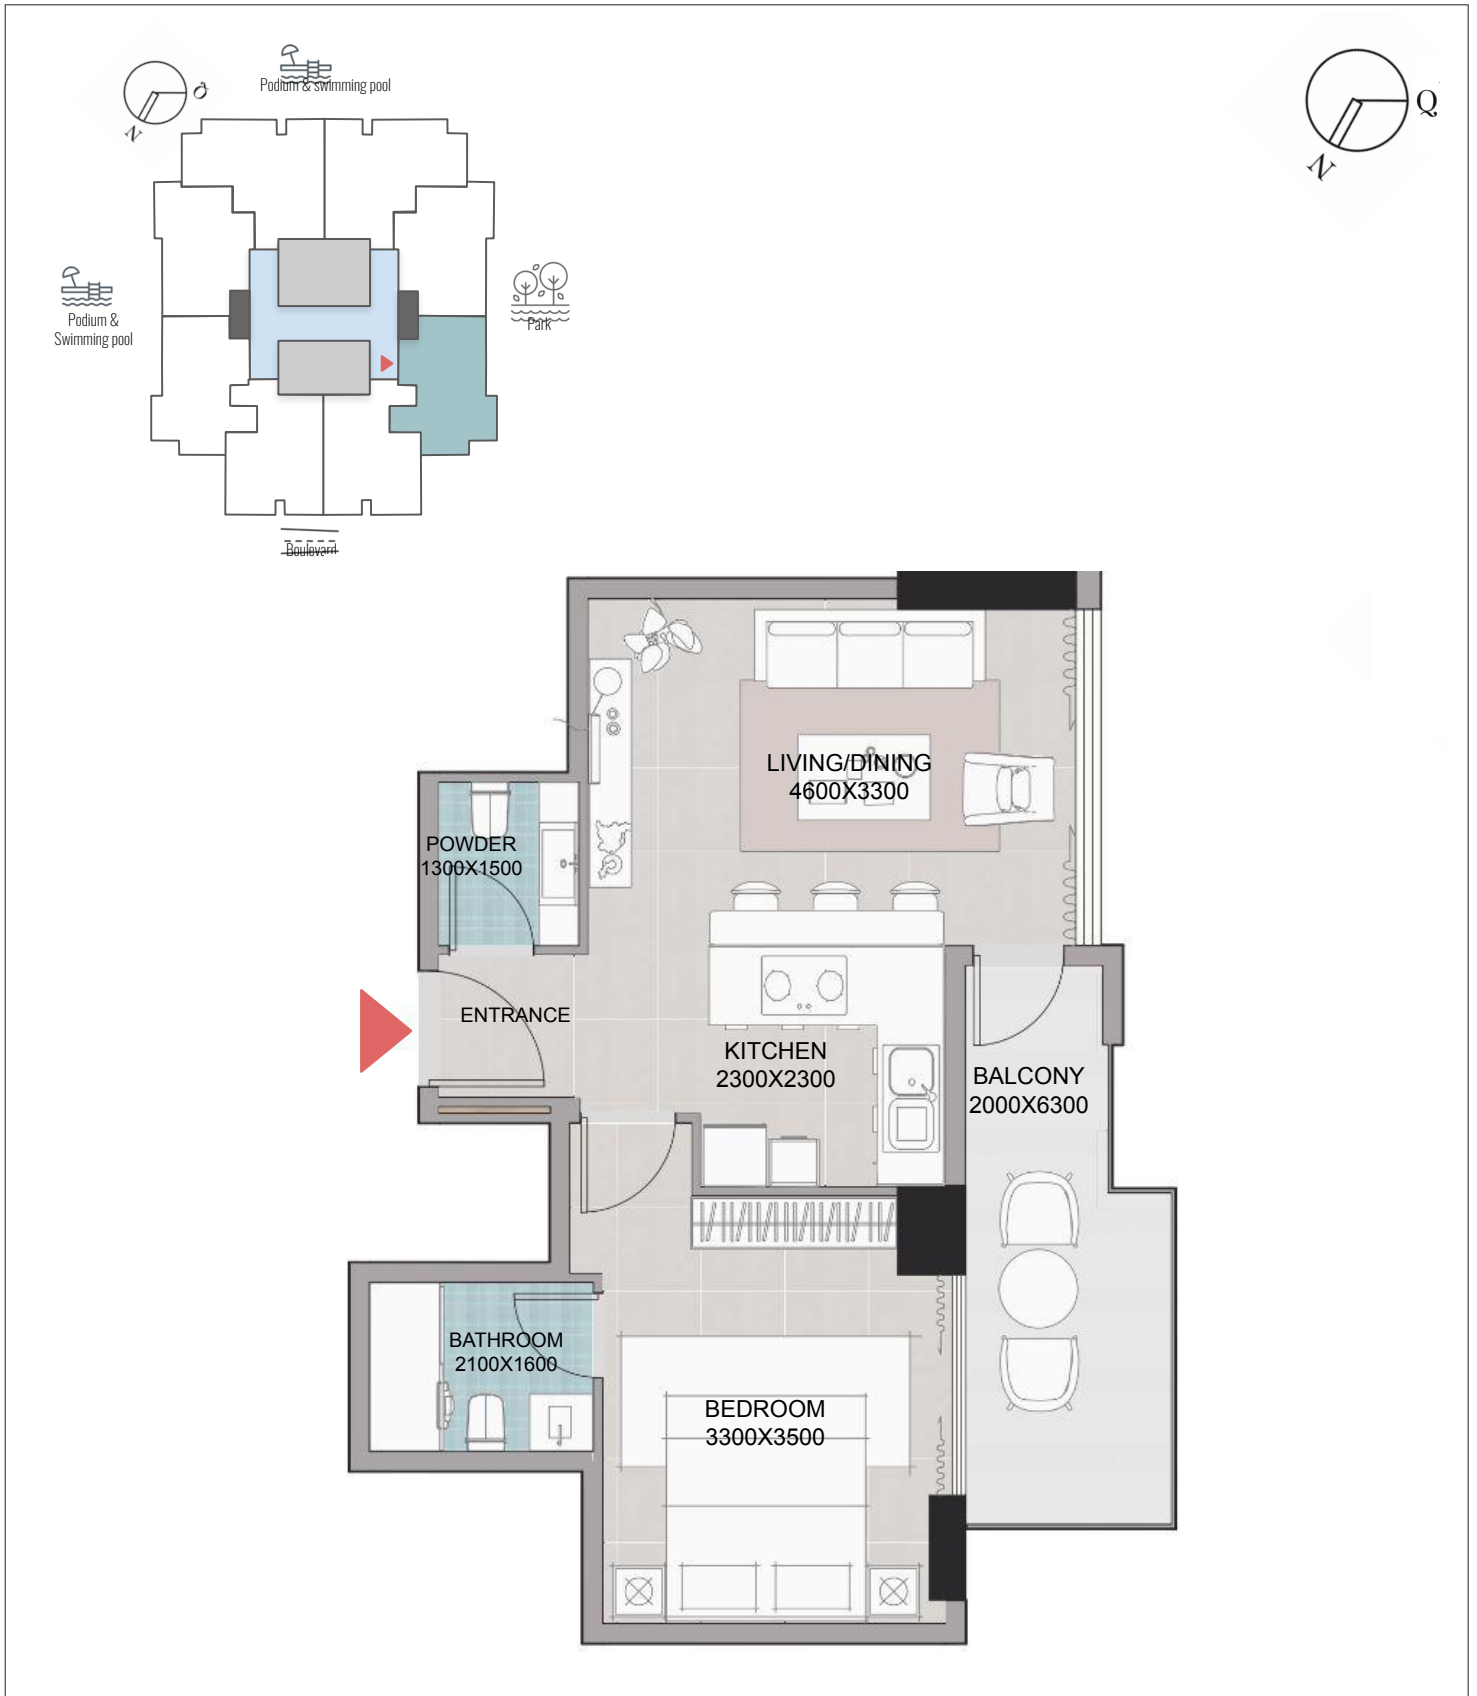 Podium & swimming pool
Q
N
Q
N
Podium &
Swimming pool
Park
Boulevard
LIVING/DINING
4600X3300
POWDER
1300X1500
ENTRANCE
KITCHEN
2300X2300
BALCONY
2000X6300
BATHROOM
2100X1600
BEDROOM
3300X3500